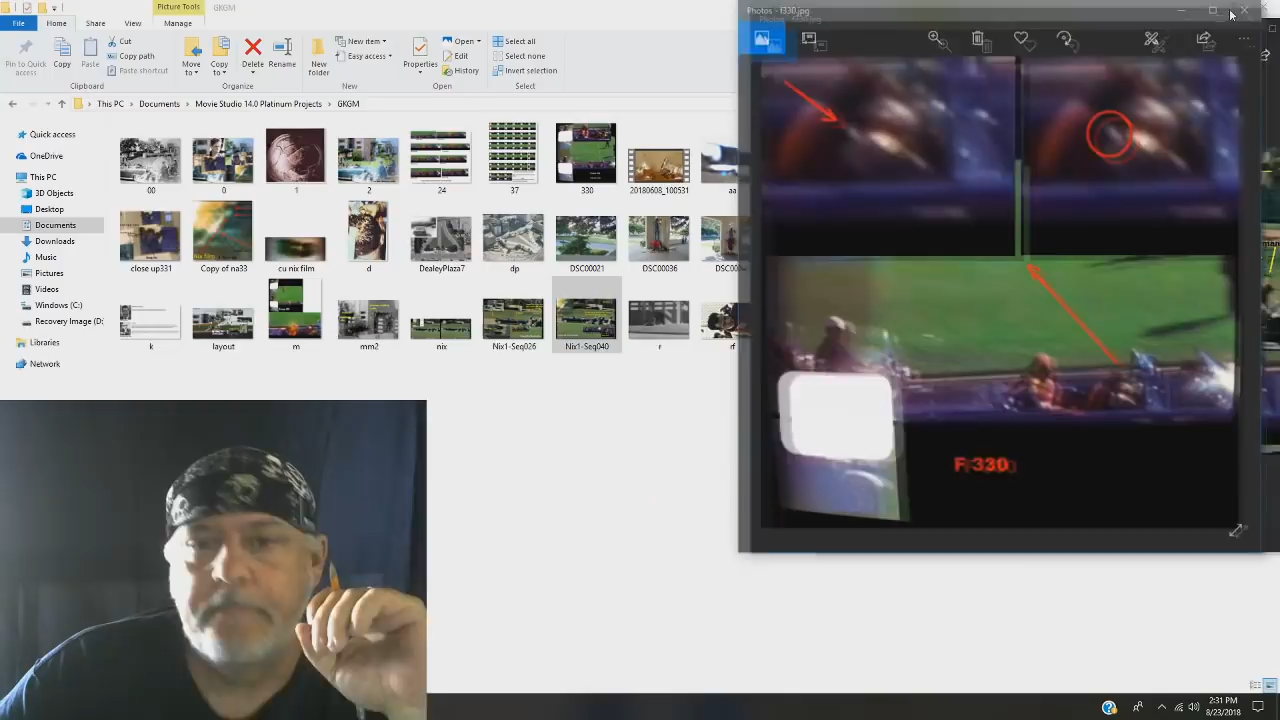 Picture Tools
GKGM
Photos - f330.jpg
File
Home
Share
View
Manage
Pin to Quick access
Copy
Paste
Cut
Copy path
Paste shortcut
Move to
Copy to
Delete
Rename
New folder
New item
Easy access
Properties
Open
Edit
History
Select all
Select none
Invert selection
Clipboard
Organize
New
Open
Select
This PC
Documents
Movie Studio 14.0 Platinum Projects
GKGM
Quick access
OneDrive
This PC
3D Objects
Desktop
Documents
Downloads
Music
Pictures
Videos
Windows (C:)
Recovery Image (D:
Libraries
Network
00
0
1
2
24
37
330
20180608_100531
aa
close up331
Copy of na33
cu nix film
d
DealeyPlaza7
dp
DSC00021
DSC00036
k
layout
m
mm2
nix
Nix1-Seq026
Nix1-Seq040
r
rf
F 330
2:31 PM
8/23/2018